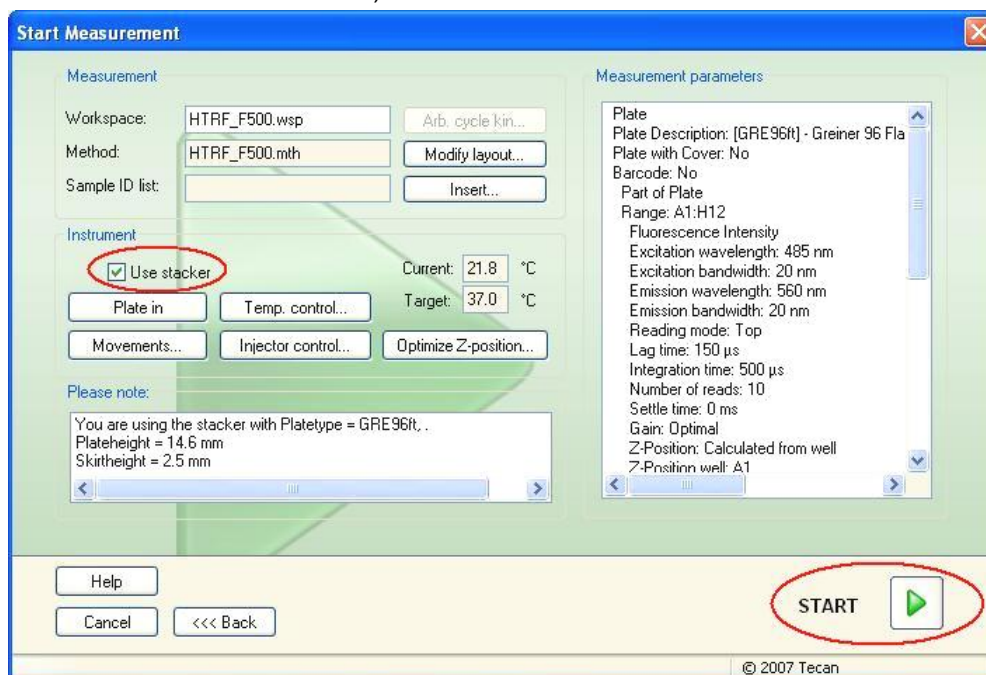 Start Measurement
Measurement
Workspace: HTRF_F500.wsp Arb. cycle kin...
Method: HTRF_F500.mth Modify layout...
Sample ID list: Insert...
Instrument
Use stacker Current: 21.8 °C
Plate in Temp. control... Target: 37.0 °C
Movements... Injector control... Optimize Z-position...
Please note:
You are using the stacker with Platetype = GRE96ft, .
Plateheight = 14.6 mm
Skirtheight = 2.5 mm
Measurement parameters
Plate
Plate Description: [GRE96ft] - Greiner 96 Fla
Plate with Cover: No
Barcode: No
Part of Plate
Range: A1:H12
Fluorescence Intensity
Excitation wavelength: 485 nm
Excitation bandwidth: 20 nm
Emission wavelength: 560 nm
Emission bandwidth: 20 nm
Reading mode: Top
Lag time: 150 µs
Integration time: 500 µs
Number of reads: 10
Settle time: 0 ms
Gain: Optimal
Z-Position: Calculated from well
Z-Position well: A1
Help
Cancel <<< Back
START
© 2007 Tecan